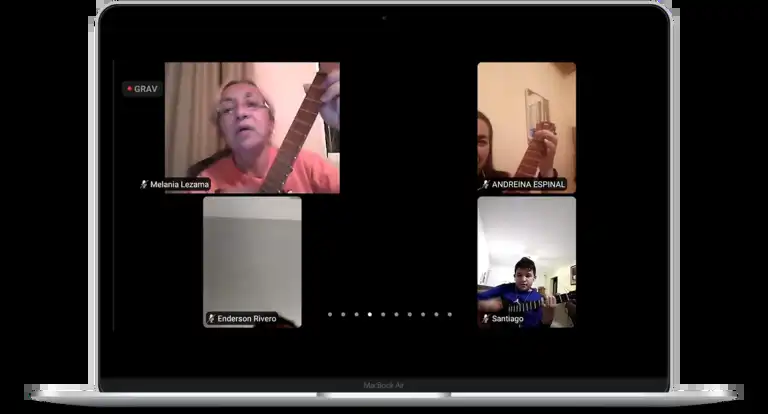 GRAV
Melania Lezama
ANDREINA ESPINAL
Enderson Rivero
Santiago
MacBook Air